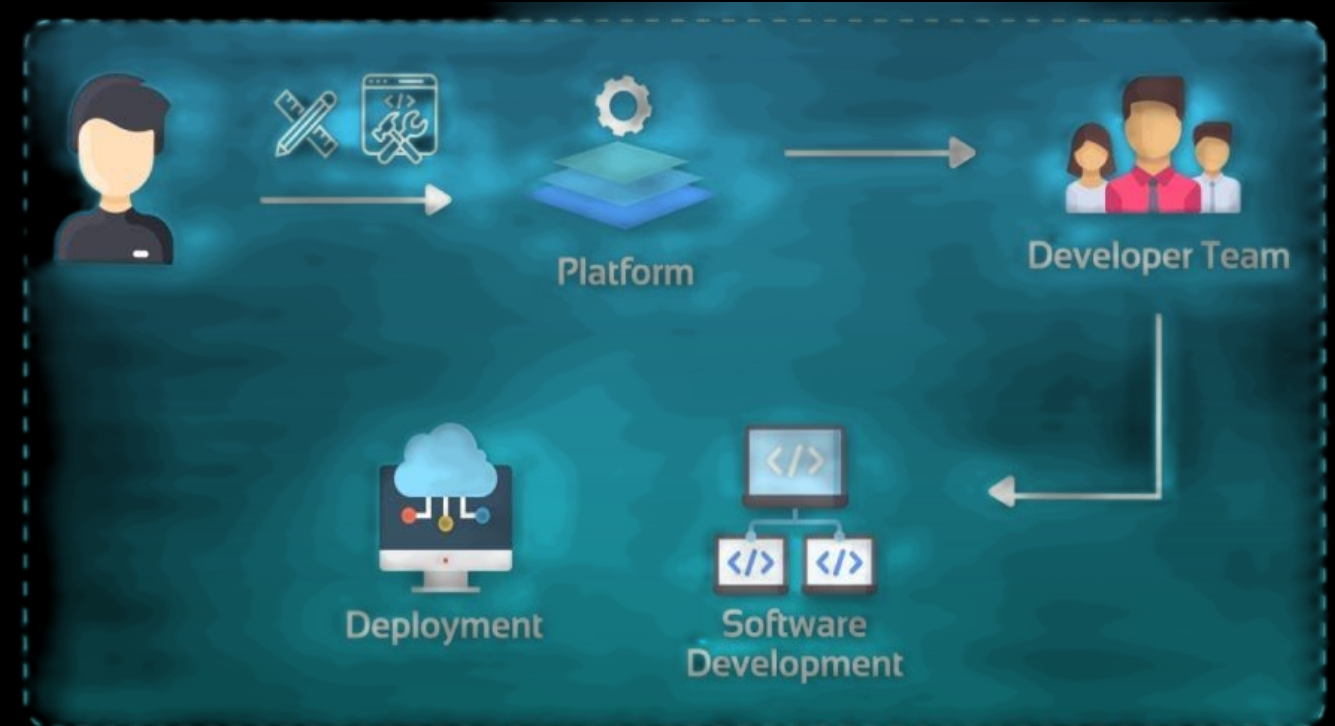 Platform
Developer Team
</>
</>
</>
</>
Deployment
Software
Development